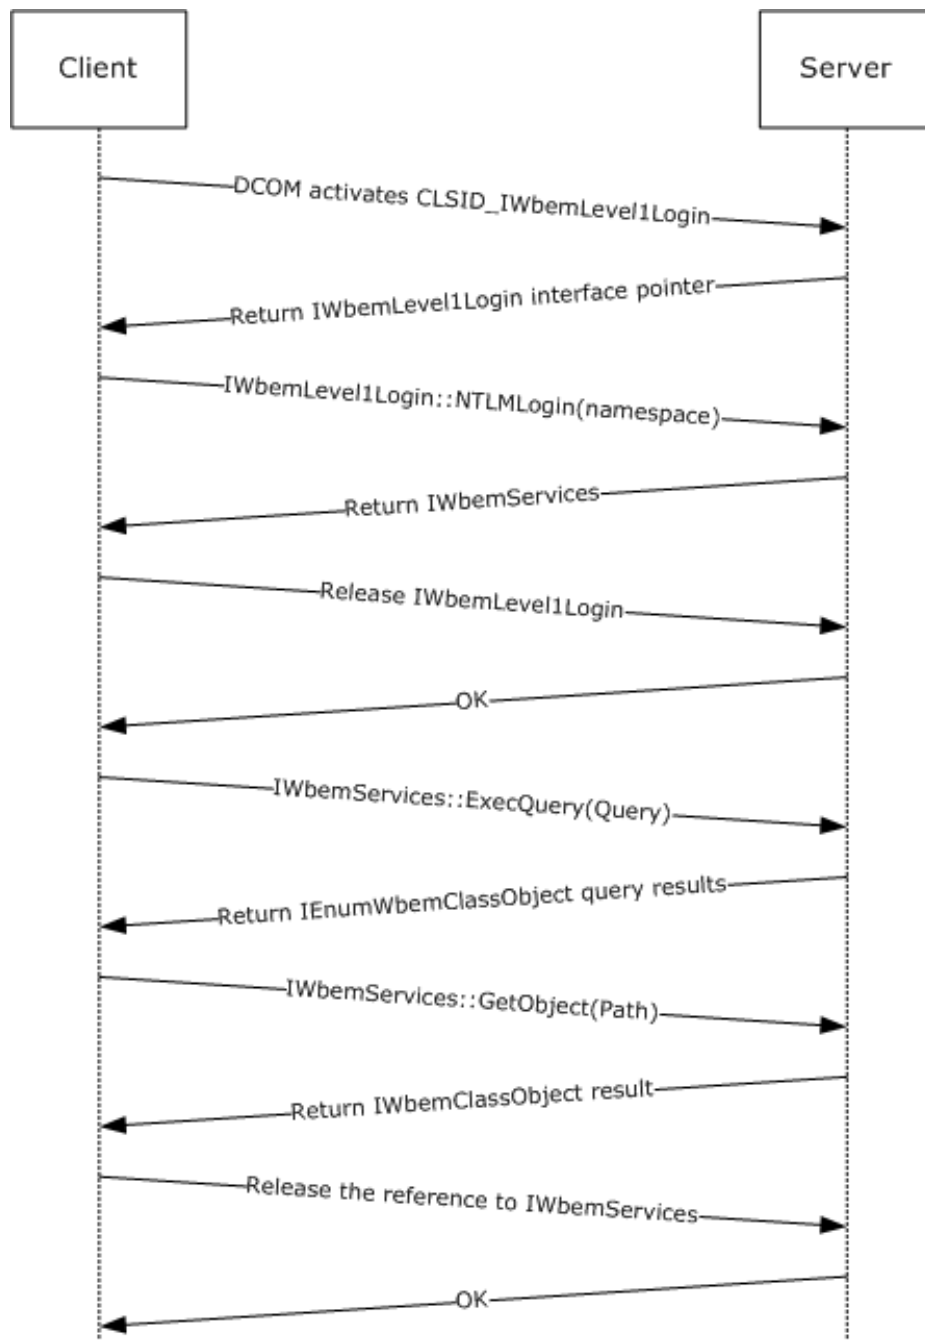 Client
Server
DCOM activates CLSID_IWbemLevel1Login
Return IWbemLevel1Login interface pointer
IWbemLevel1Login::NTLMLogin(namespace)
Return IWbemServices
Release IWbemLevel1Login
OK
IWbemServices::ExecQuery(Query)
Return IEnumWbemClassObject query results
IWbemServices::GetObject(Path)
Return IWbemClassObject result
Release the reference to IWbemServices
OK